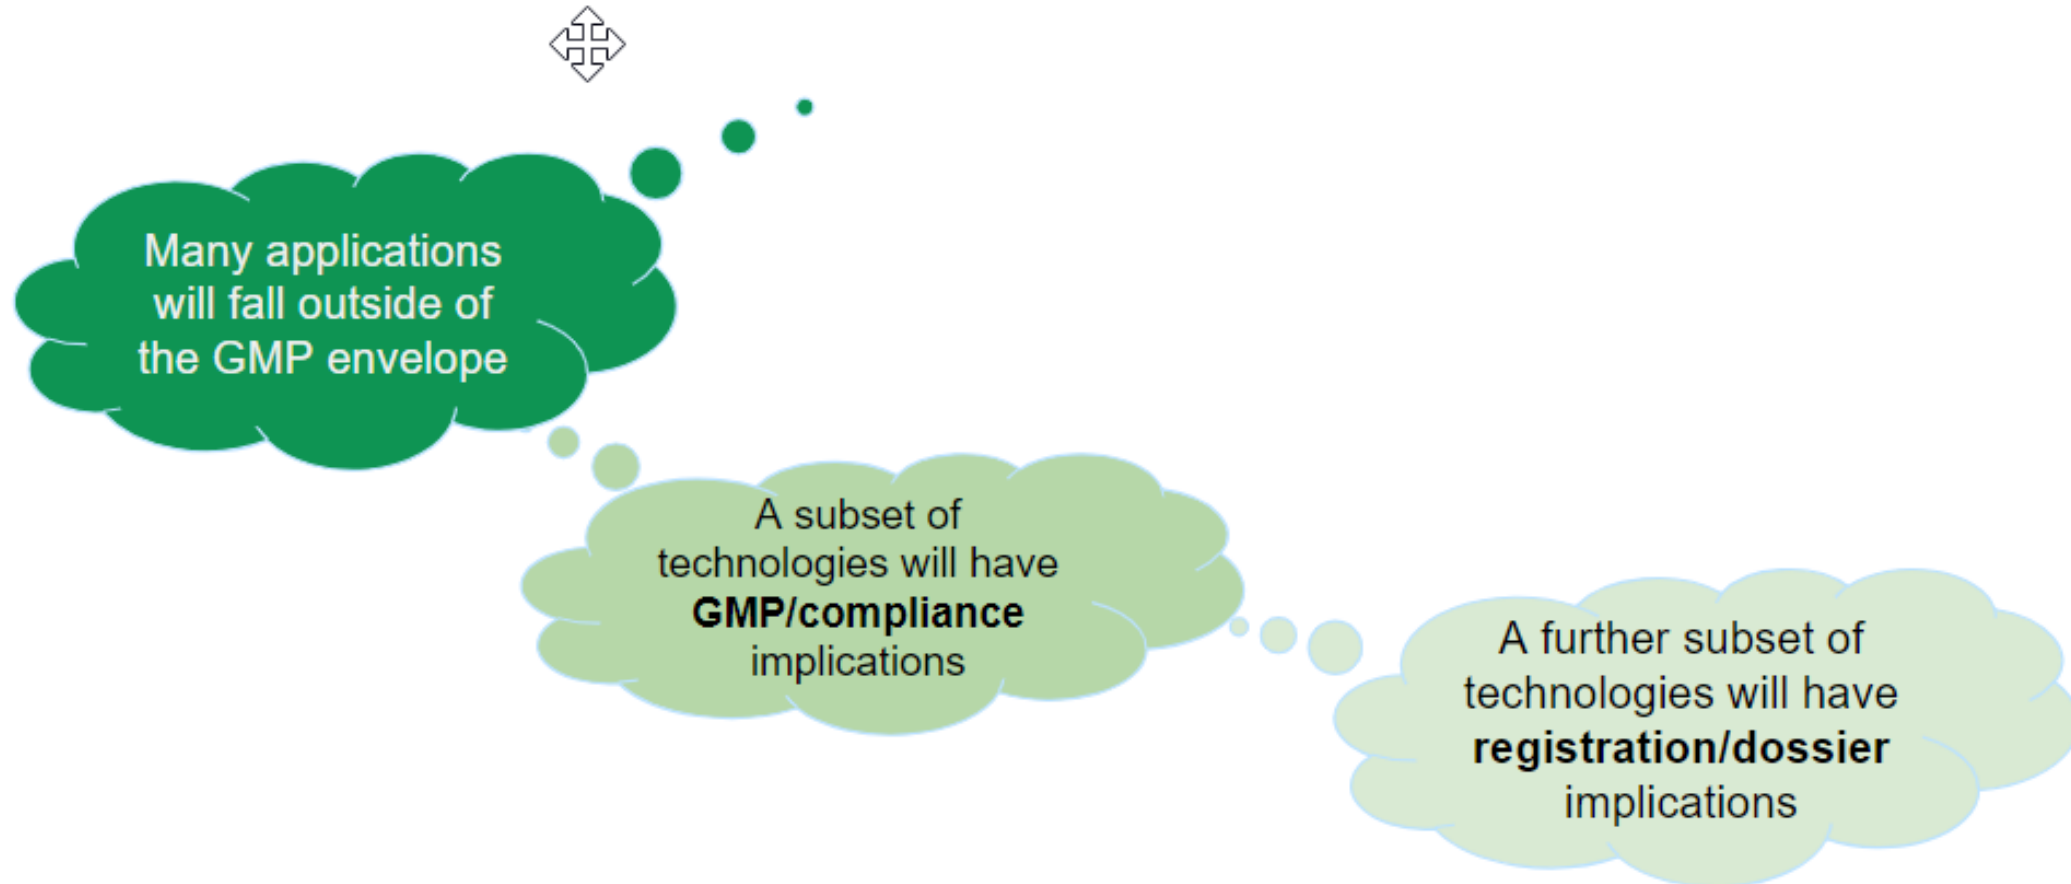 Many applications
will fall outside of
the GMP envelope
A subset of
technologies will have
GMP/compliance
implications
A further subset of
technologies will have
registration/dossier
implications